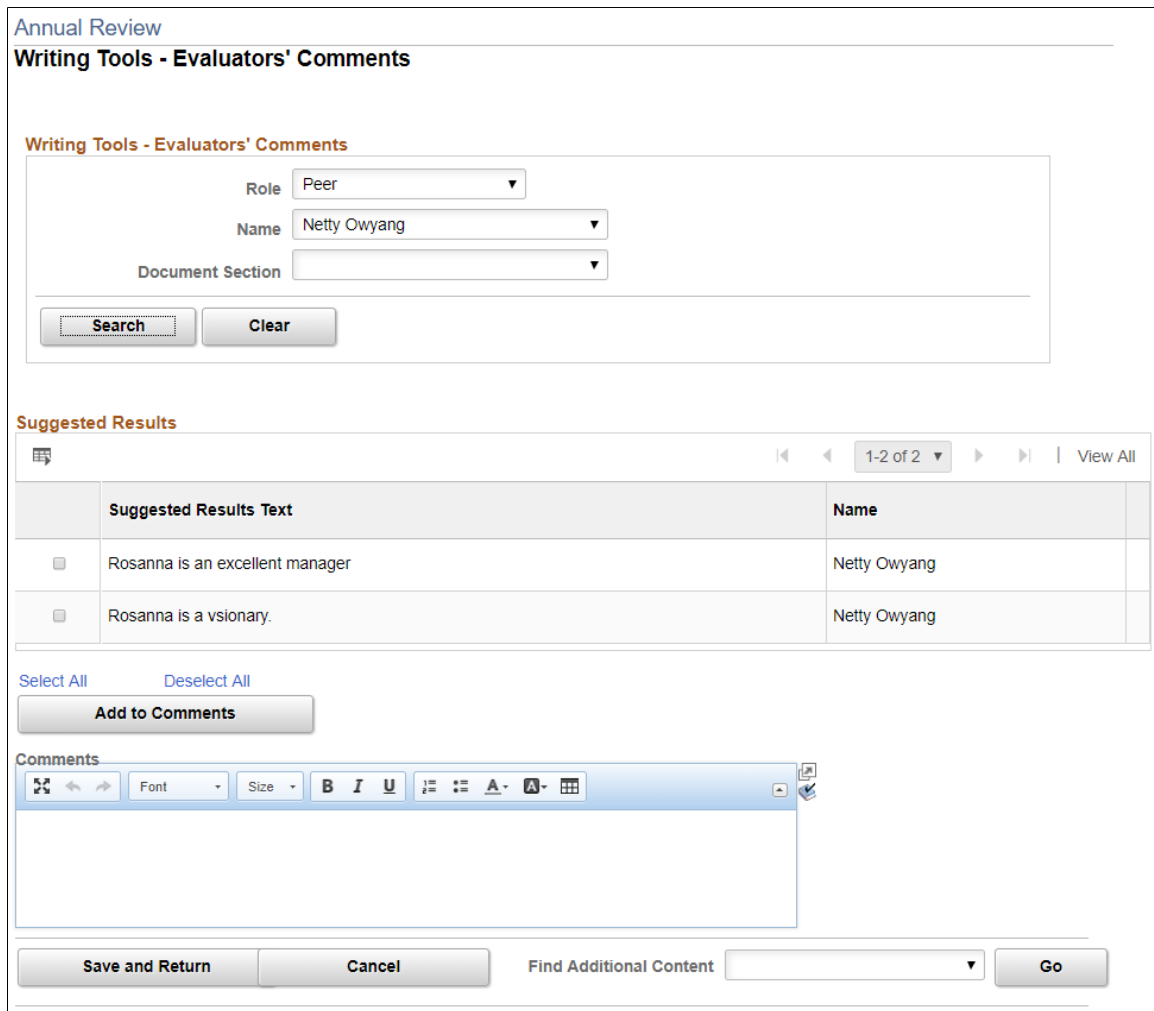 Annual Review
Writing Tools - Evaluators' Comments
Writing Tools - Evaluators' Comments
Role Peer
Name Netty Owyang
Document Section
Search Clear
Suggested Results
1-2 of 2 | View All
Suggested Results Text Name
Rosanna is an excellent manager Netty Owyang
Rosanna is a vsionary. Netty Owyang
Select All Deselect All
Add to Comments
Comments
Font Size B I U A A
Save and Return Cancel Find Additional Content Go